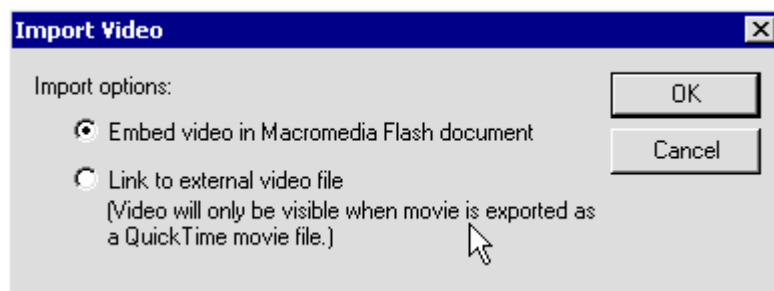 Import Video
Import options:
OK
Embed video in Macromedia Flash document
Cancel
Link to external video file
(Video will only be visible when movie is exported as
a QuickTime movie file.)